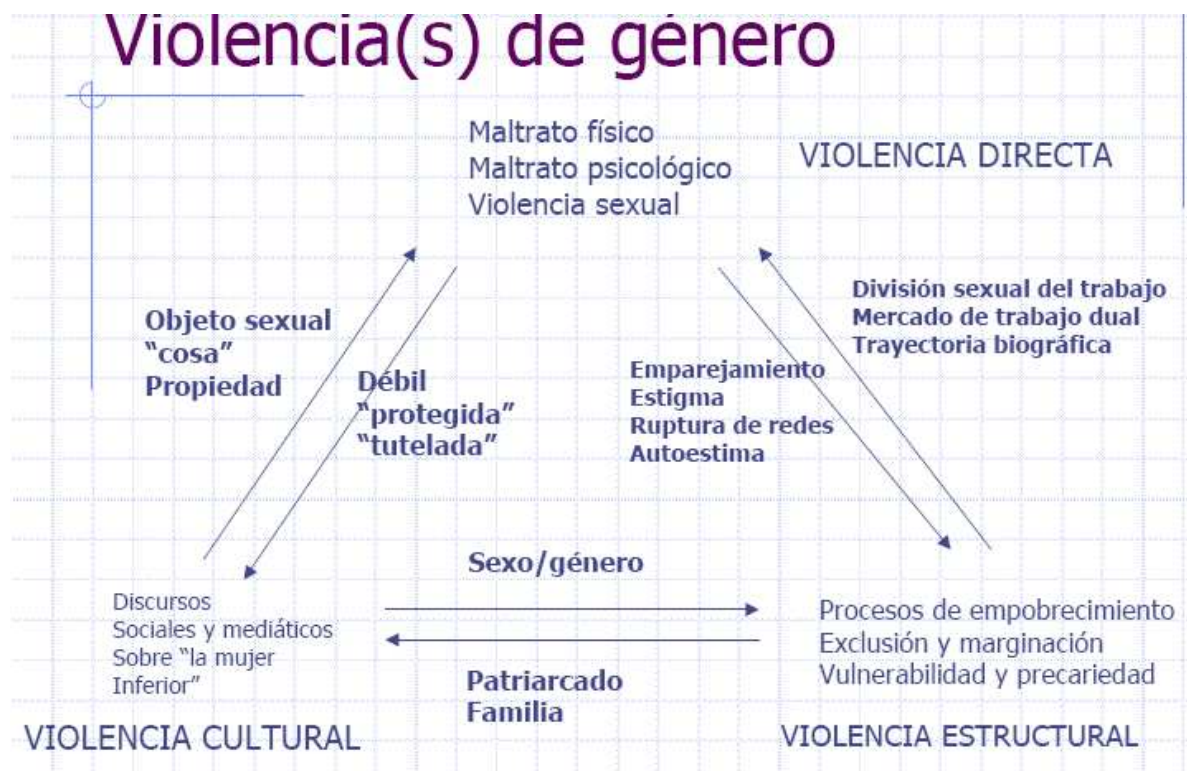 Violencia(s) de género
Maltrato físico
Maltrato psicológico
Violencia sexual
VIOLENCIA DIRECTA
Objeto sexual
“cosa”
Propiedad
Débil
“protegida”
“tutelada”
Emparejamiento
Estigma
Ruptura de redes
Autoestima
División sexual del trabajo
Mercado de trabajo dual
Trayectoria biográfica
Sexo/género
Discursos
Sociales y mediáticos
Sobre “la mujer
Inferior”
VIOLENCIA CULTURAL
Patriarcado
Familia
Procesos de empobrecimiento
Exclusión y marginación
Vulnerabilidad y precariedad
VIOLENCIA ESTRUCTURAL